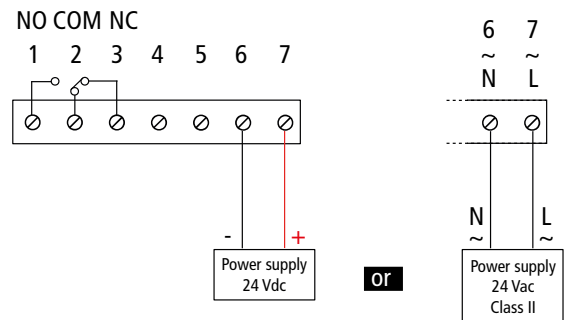 NO COM NC
1 2 3 4 5 6 7
- +
Power supply
24 Vdc
or
6 7
~ ~
N L
N L
~ ~
Power supply
24 Vac
Class II